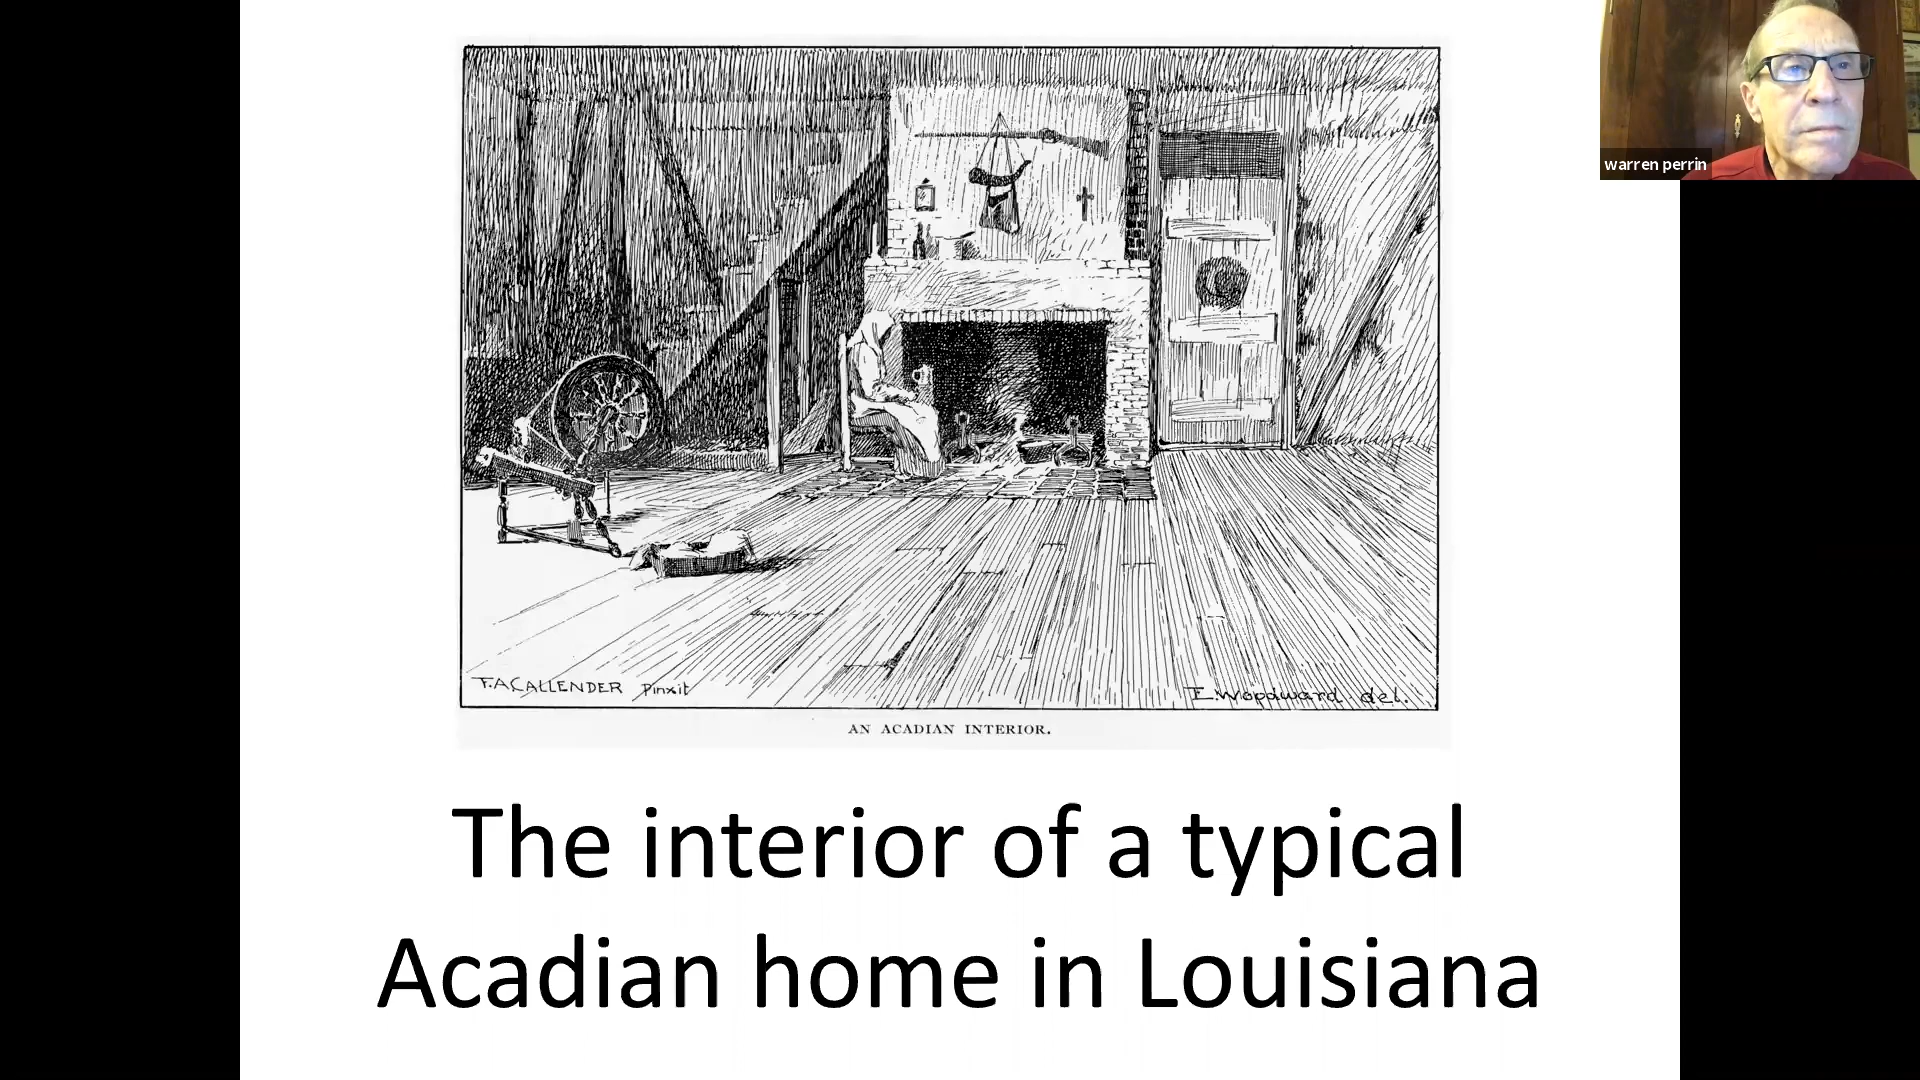 warren perrin
F.A CALLENDER Pinxit
E. Woodward del.
AN ACADIAN INTERIOR.
The interior of a typical
Acadian home in Louisiana